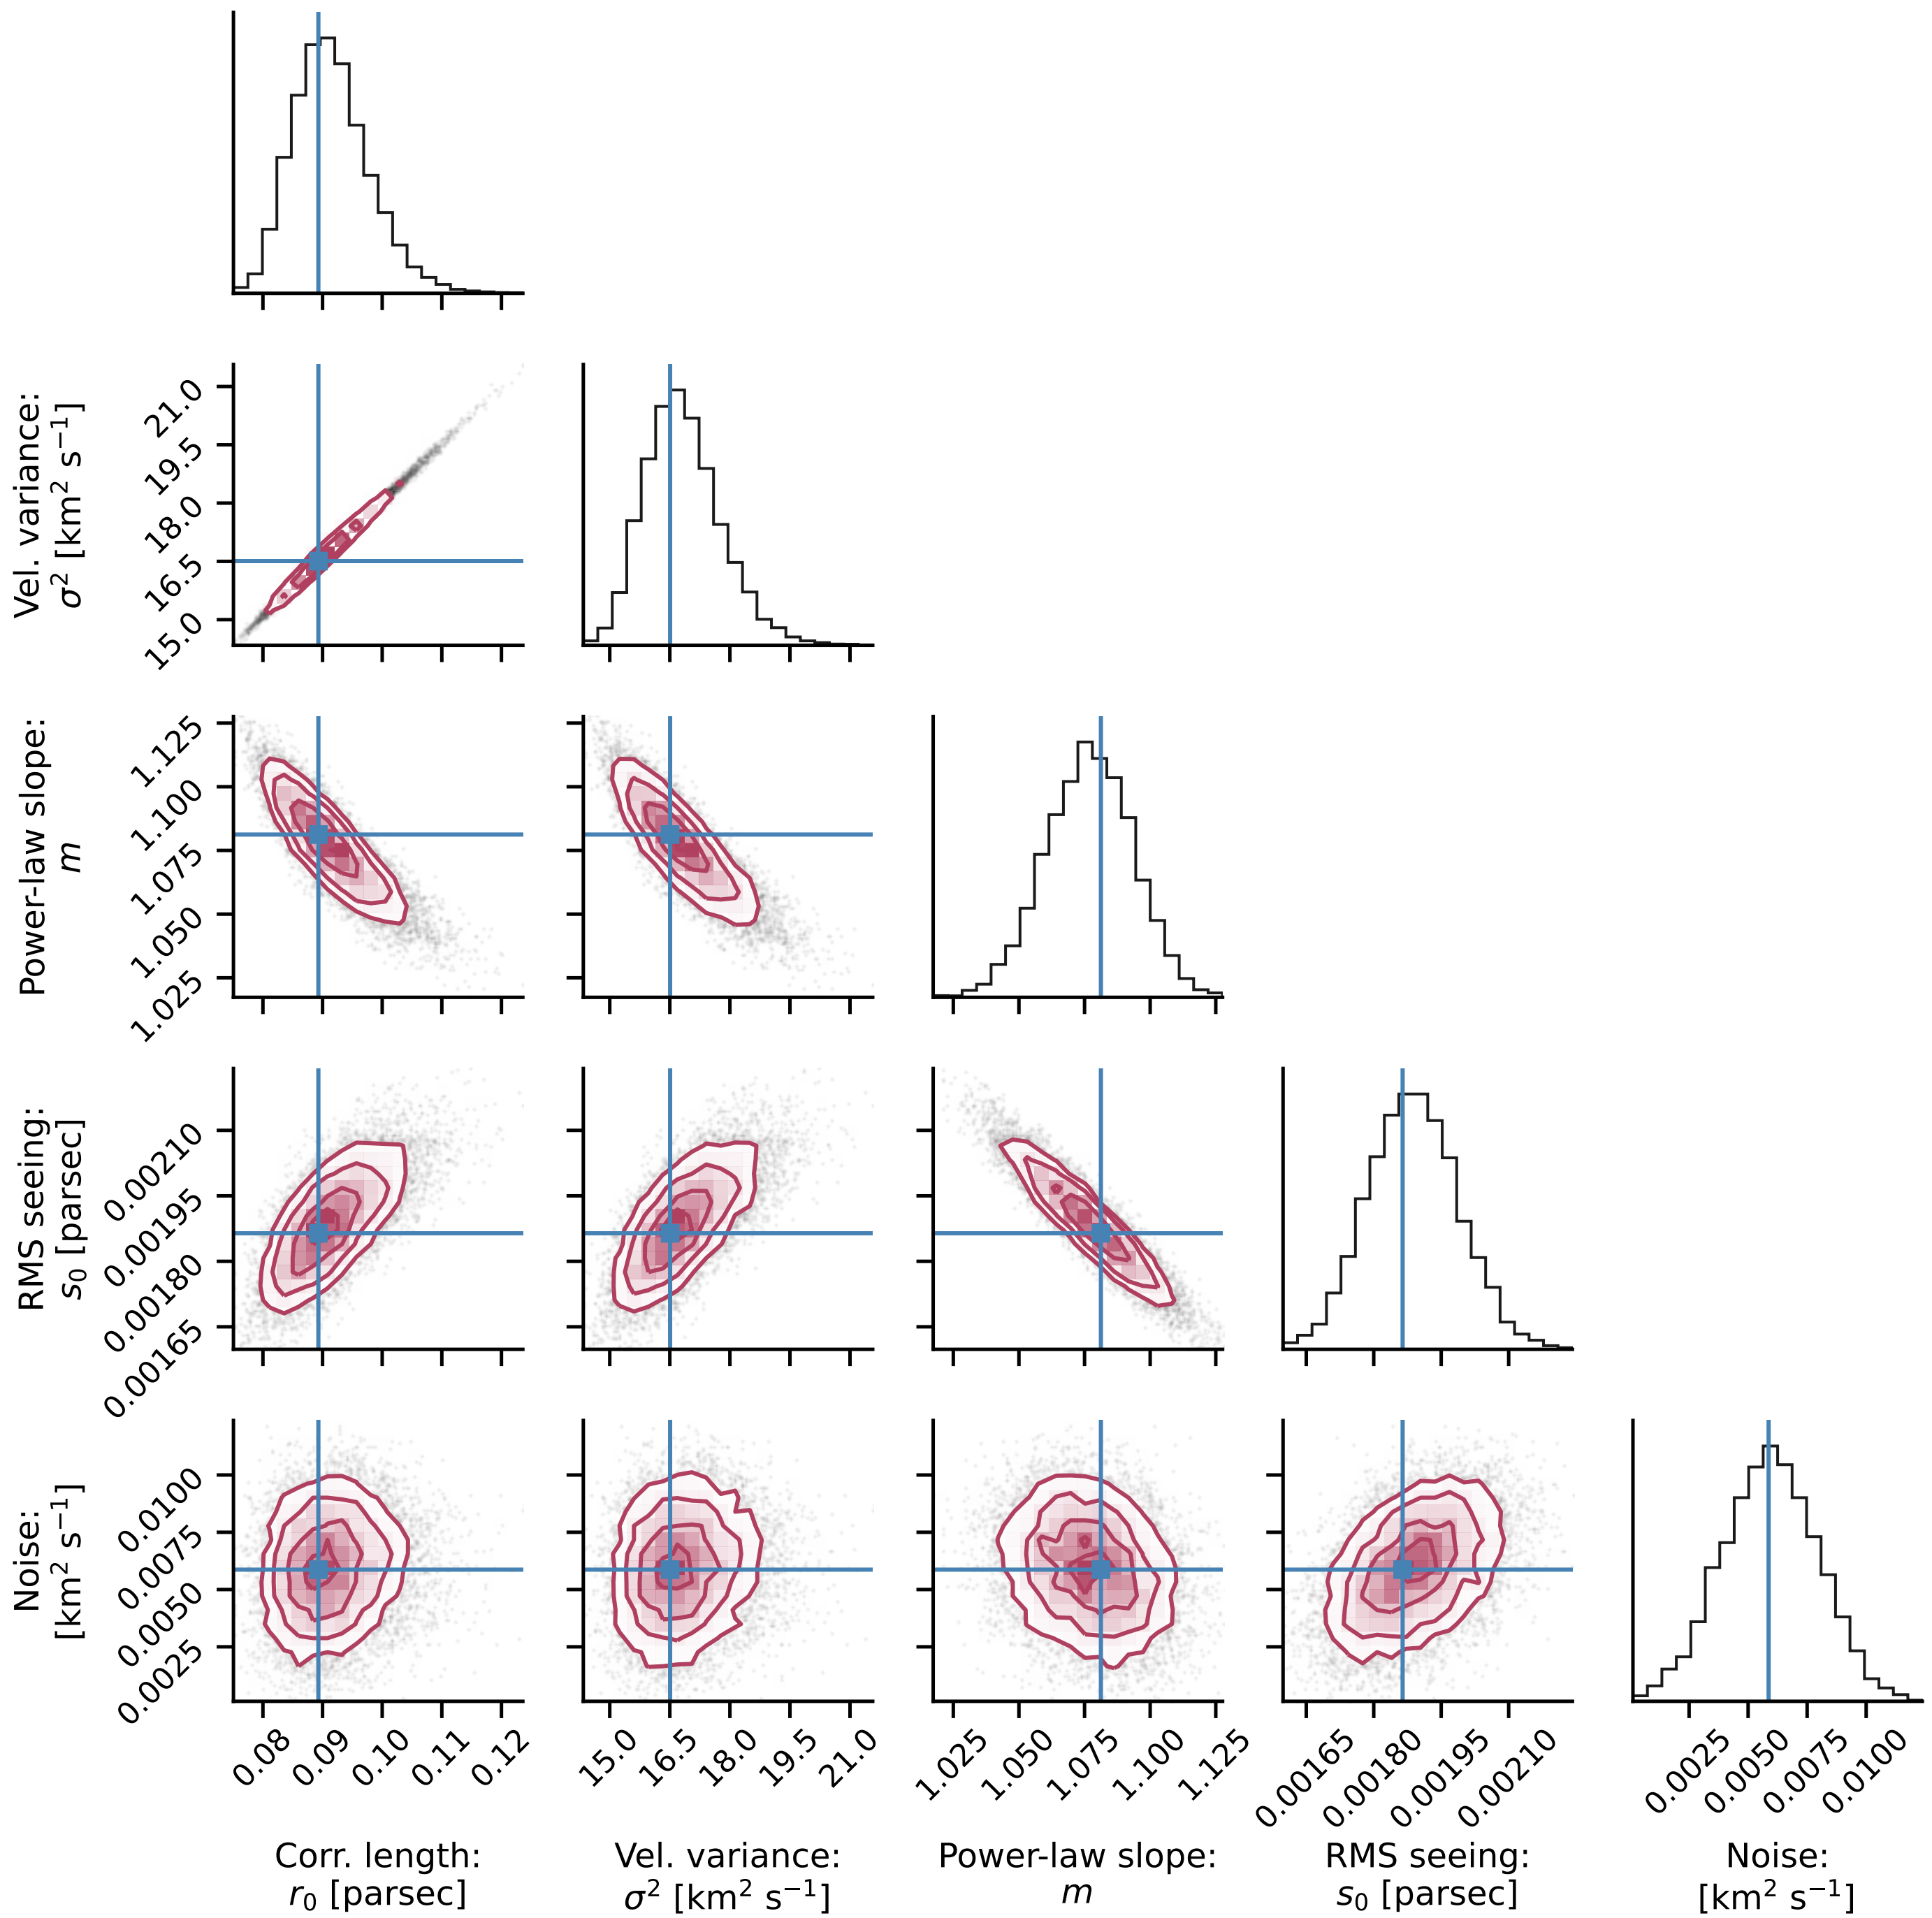 Vel. variance:
σ² [km² s⁻¹]
21.0
19.5
18.0
16.5
15.0
Power-law slope:
m
1.125
1.100
1.075
1.050
1.025
RMS seeing:
s₀ [parsec]
0.00210
0.00195
0.00180
0.00165
Noise:
[km² s⁻¹]
0.0100
0.0075
0.0050
0.0025
0.08 0.09 0.10 0.11 0.12 15.0 16.5 18.0 19.5 21.0 1.025 1.050 1.075 1.100 1.125 0.00165 0.00180 0.00195 0.00210 0.0025 0.0050 0.0075 0.0100
Corr. length: Vel. variance: Power-law slope: RMS seeing: Noise:
r₀ [parsec] σ² [km² s⁻¹] m s₀ [parsec] [km² s⁻¹]